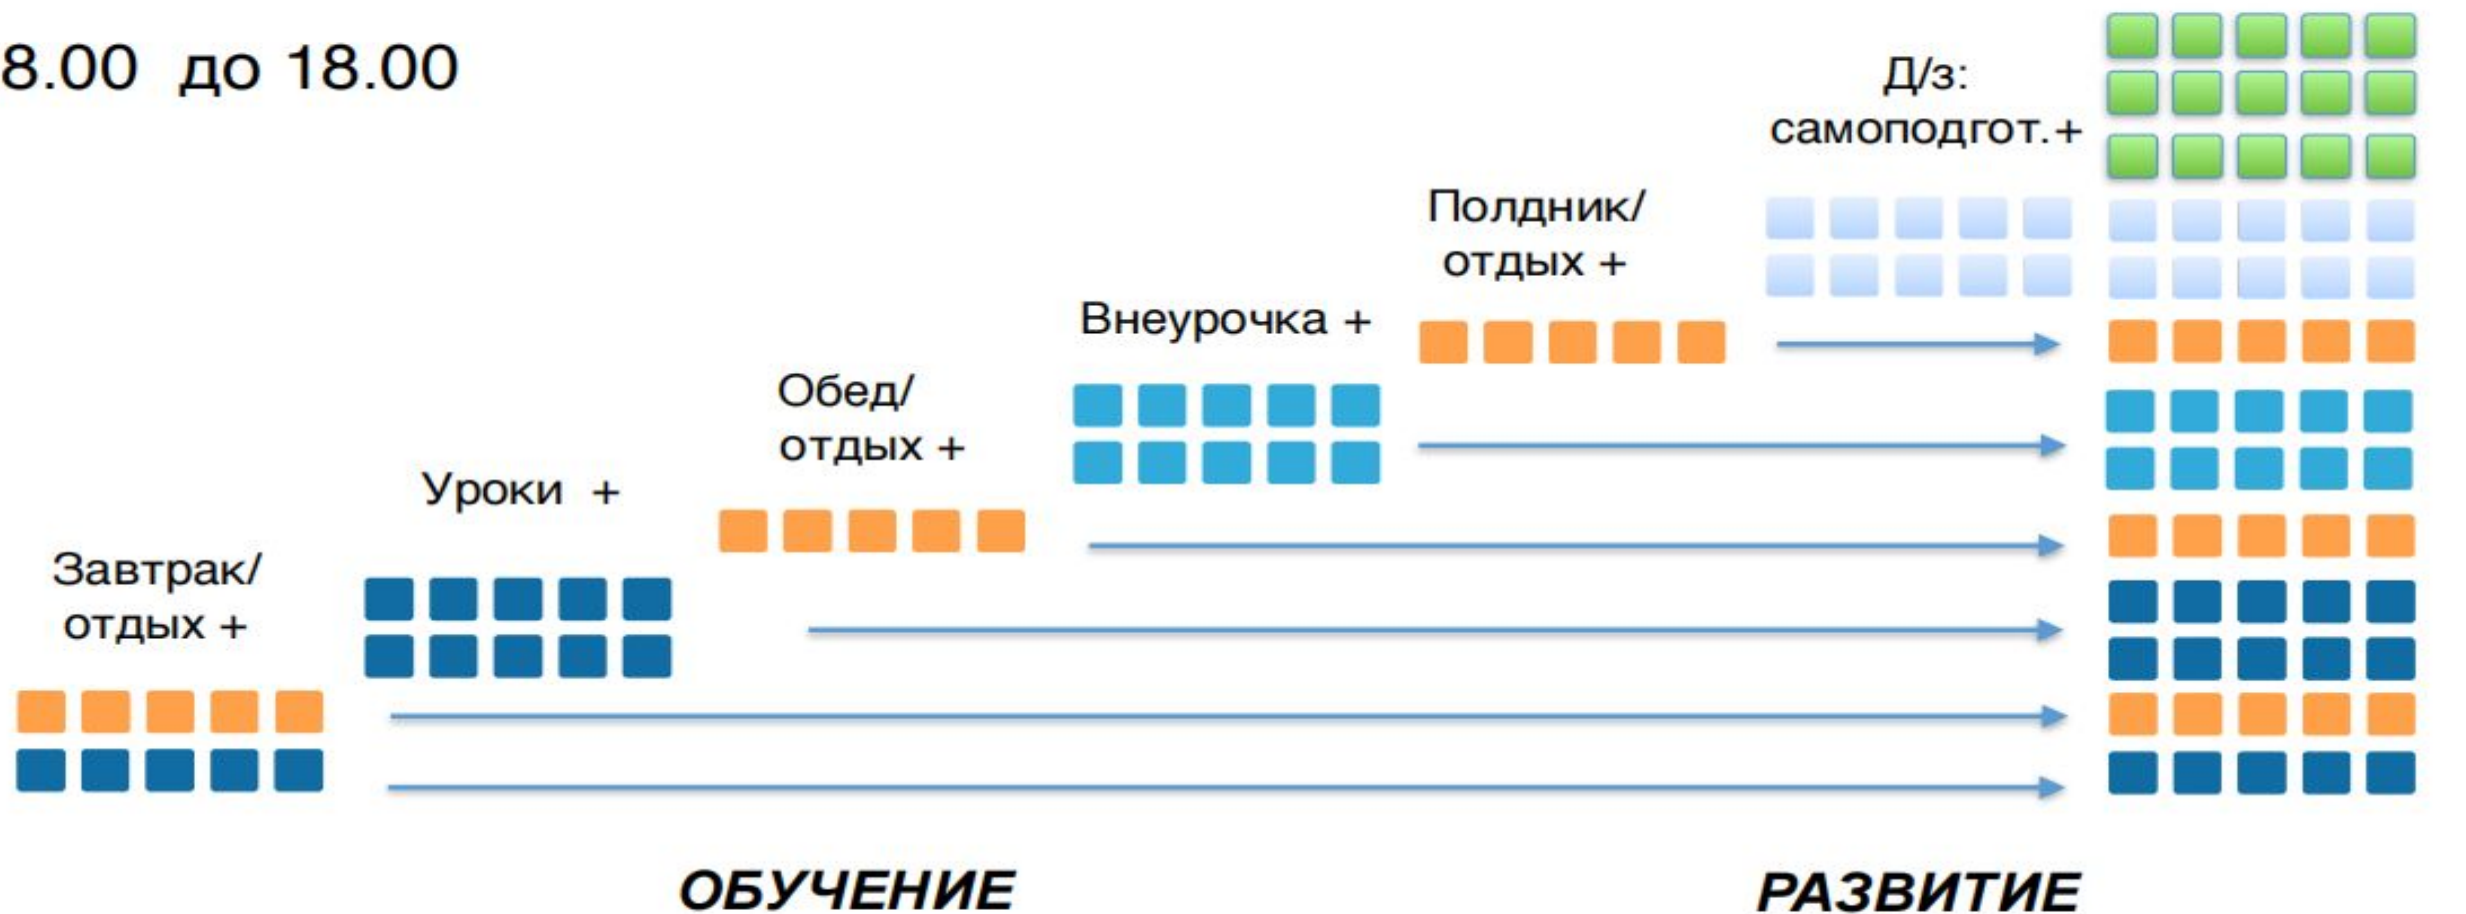 8.00 до 18.00
Д/з:
самоподгот.+
Полдник/
отдых +
Внеурочка +
Обед/
отдых +
Уроки +
Завтрак/
отдых +
ОБУЧЕНИЕ
РАЗВИТИЕ